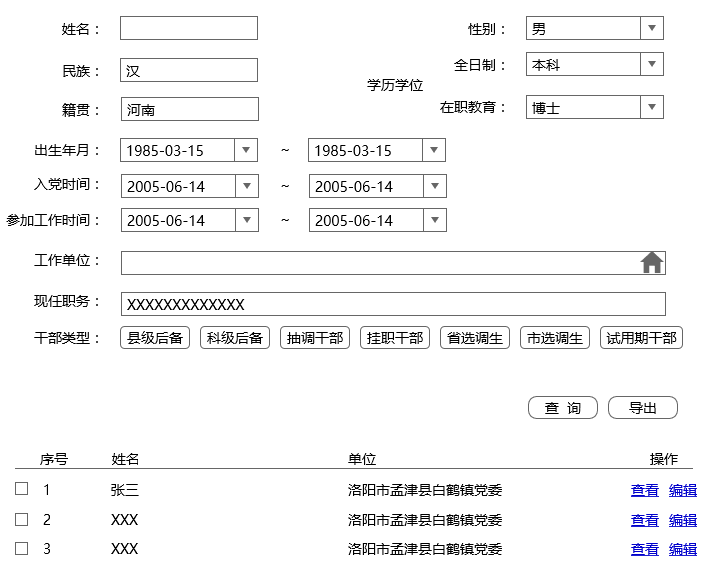 姓名： 性别： 男
民族： 汉 学历学位 全日制： 本科
籍贯： 河南 在职教育： 博士
出生年月： 1985-03-15 ~ 1985-03-15
入党时间： 2005-06-14 ~ 2005-06-14
参加工作时间： 2005-06-14 ~ 2005-06-14
工作单位：
现任职务： XXXXXXXXXXXXX
干部类型： 县级后备 科级后备 抽调干部 挂职干部 省选调生 市选调生 试用期干部
查 询 导出
序号 姓名 单位 操作
1 张三 洛阳市孟津县白鹤镇党委 查看 编辑
2 XXX 洛阳市孟津县白鹤镇党委 查看 编辑
3 XXX 洛阳市孟津县白鹤镇党委 查看 编辑